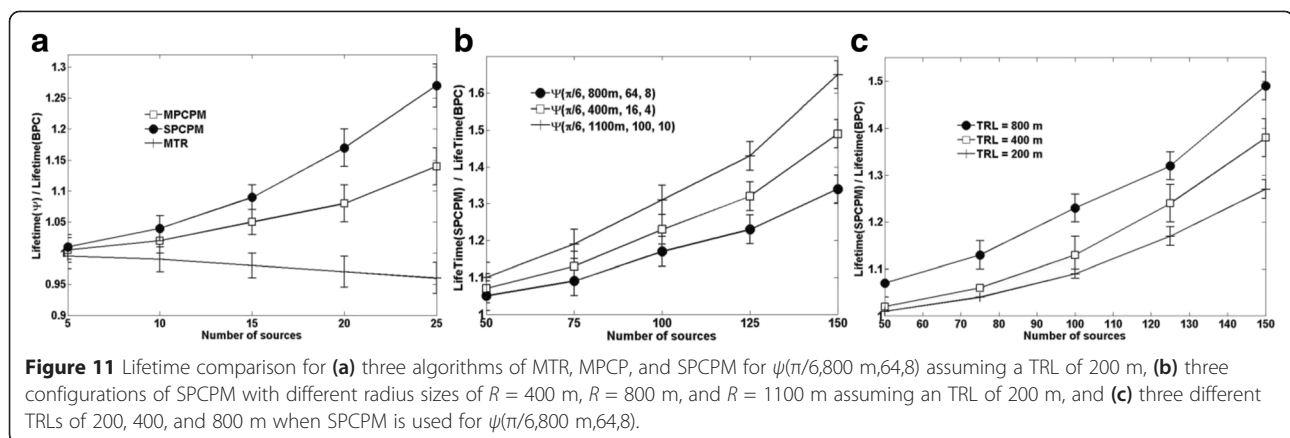 a
b
c
1.3
1.25
1.2
1.15
1.1
1.05
1
0.95
0.9
5
10
15
20
25
Lifetime(Ψ) / Lifetime(BPC)
Number of sources
MPCPM
SPCPM
MTR
1.6
1.5
1.4
1.3
1.2
1.1
1
50
75
100
125
150
LifeTime(SPCPM) / LifeTime(BPC)
Number of sources
Ψ(π/6, 800m, 64, 8)
Ψ(π/6, 400m, 16, 4)
Ψ(π/6, 1100m, 100, 10)
1.5
1.4
1.3
1.2
1.1
1
50
60
70
80
90
100
110
120
130
140
150
Lifetime(SPCPM) / Lifetime(BPC)
Number of sources
TRL = 800 m
TRL = 400 m
TRL = 200 m
Figure 11 Lifetime comparison for (a) three algorithms of MTR, MPCP, and SPCPM for ψ(π/6,800 m,64,8) assuming a TRL of 200 m, (b) three
configurations of SPCPM with different radius sizes of R = 400 m, R = 800 m, and R = 1100 m assuming an TRL of 200 m, and (c) three different
TRLs of 200, 400, and 800 m when SPCPM is used for ψ(π/6,800 m,64,8).